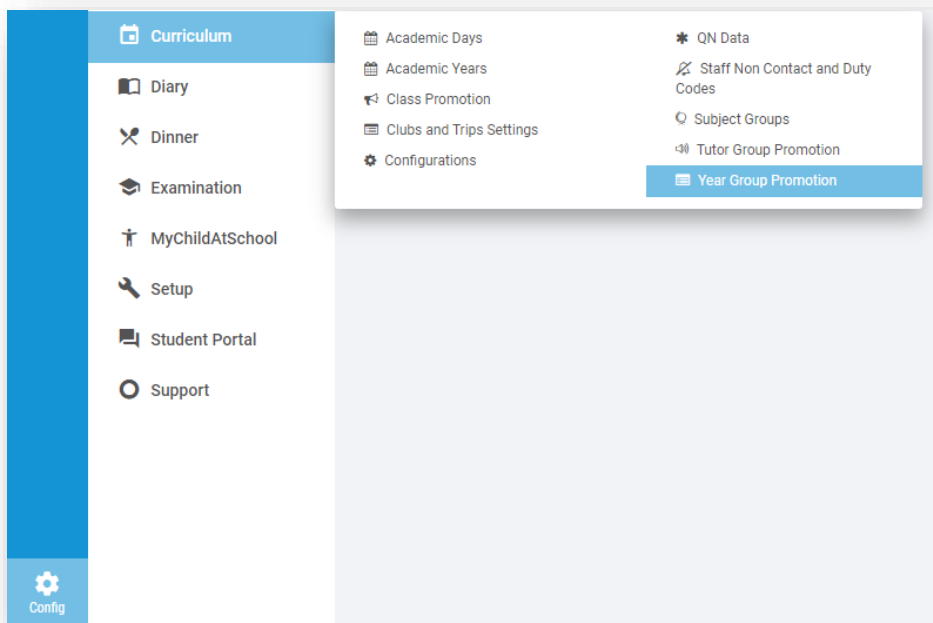 Curriculum
Diary
Dinner
Examination
MyChildAtSchool
Setup
Student Portal
Support
Academic Days
Academic Years
Class Promotion
Clubs and Trips Settings
Configurations
QN Data
Staff Non Contact and Duty
Codes
Subject Groups
Tutor Group Promotion
Year Group Promotion
Config